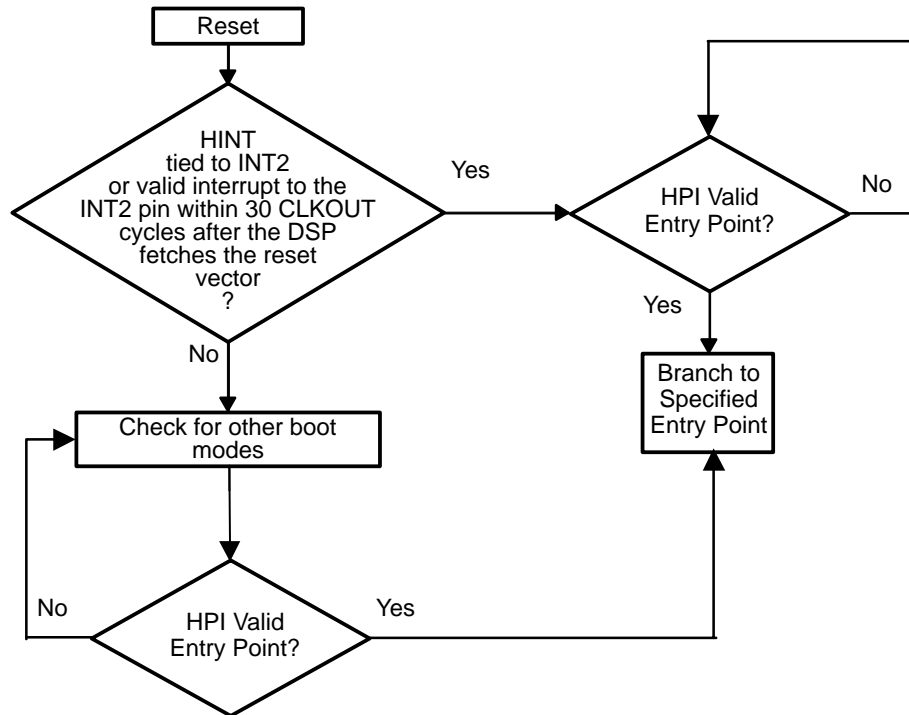 Reset
HINT
tied to INT2
or valid interrupt to the
INT2 pin within 30 CLKOUT
cycles after the DSP
fetches the reset
vector
?
Yes
No
HPI Valid
Entry Point?
No
Yes
Branch to
Specified
Entry Point
Check for other boot
modes
HPI Valid
Entry Point?
No
Yes